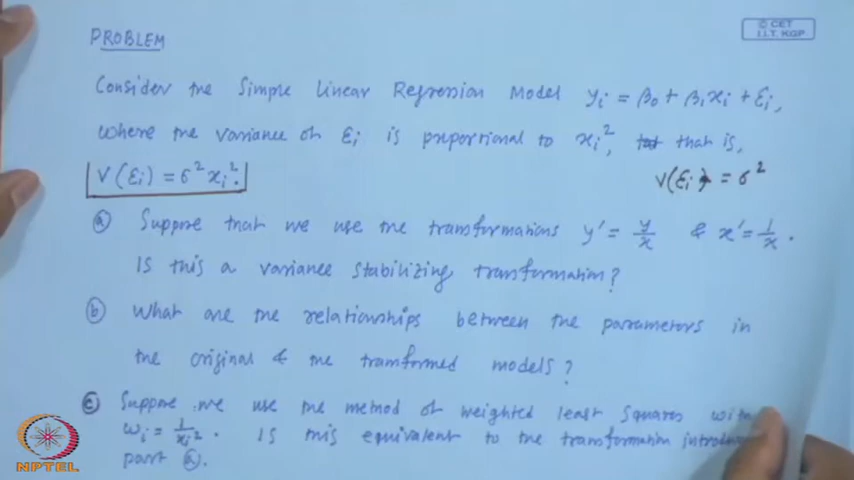 © CET
I.I.T. KGP
PROBLEM
Consider the Simple Linear Regression Model yᵢ = β₀ + β₁xᵢ + εᵢ,
where the variance of εᵢ is proportional to xᵢ², that is,
V(εᵢ) = σ²xᵢ².
V(εᵢ) = σ²
ⓐ Suppose that we use the transformations y' = y/x & x' = 1/x.
Is this a variance stabilizing transformation?
ⓑ What are the relationships between the parameters in
the original & the transformed models?
ⓒ Suppose we use the method of weighted least squares with
ωᵢ = 1/xᵢ². Is this equivalent to the transformation
part ⓐ.
NPTEL